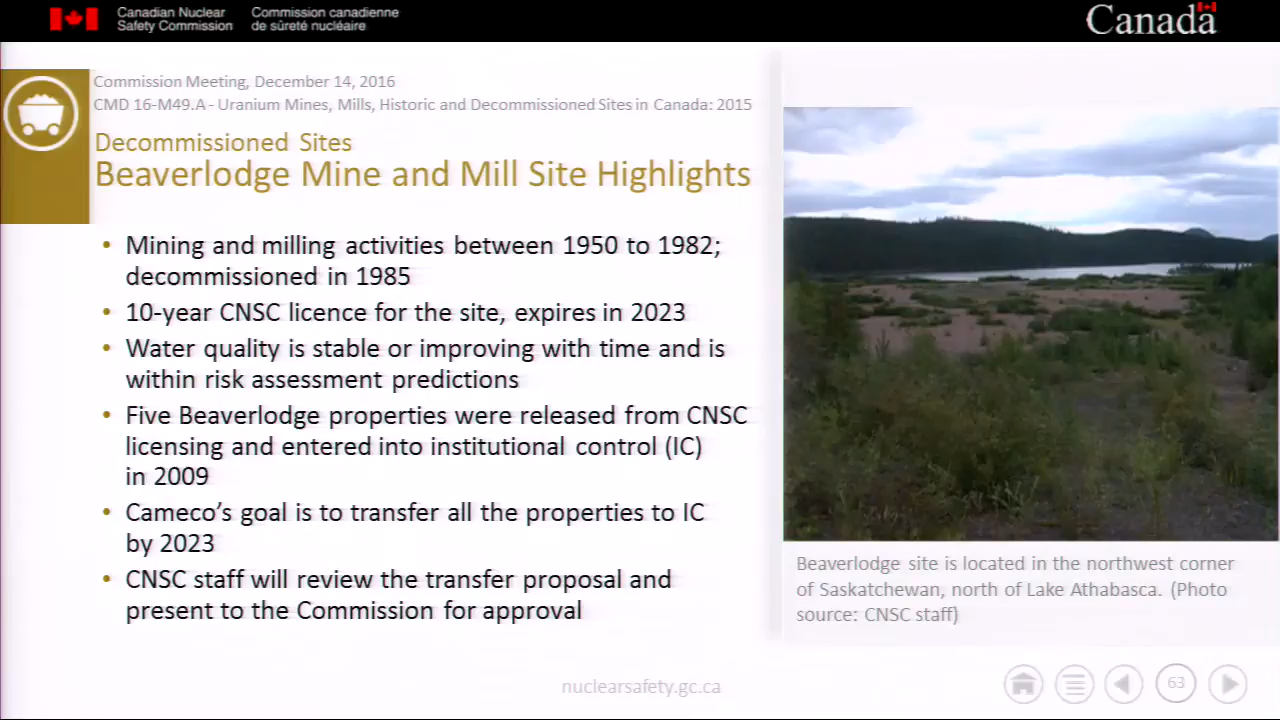 Canadian Nuclear
Safety Commission
Commission canadienne
de sûreté nucléaire
Canada
Commission Meeting, December 14, 2016
CMD 16-M49.A - Uranium Mines, Mills, Historic and Decommissioned Sites in Canada: 2015
Decommissioned Sites
Beaverlodge Mine and Mill Site Highlights
• Mining and milling activities between 1950 to 1982;
decommissioned in 1985
• 10-year CNSC licence for the site, expires in 2023
• Water quality is stable or improving with time and is
within risk assessment predictions
• Five Beaverlodge properties were released from CNSC
licensing and entered into institutional control (IC)
in 2009
• Cameco's goal is to transfer all the properties to IC
by 2023
• CNSC staff will review the transfer proposal and
present to the Commission for approval
Beaverlodge site is located in the northwest corner
of Saskatchewan, north of Lake Athabasca. (Photo
source: CNSC staff)
nuclearsafety.gc.ca
63